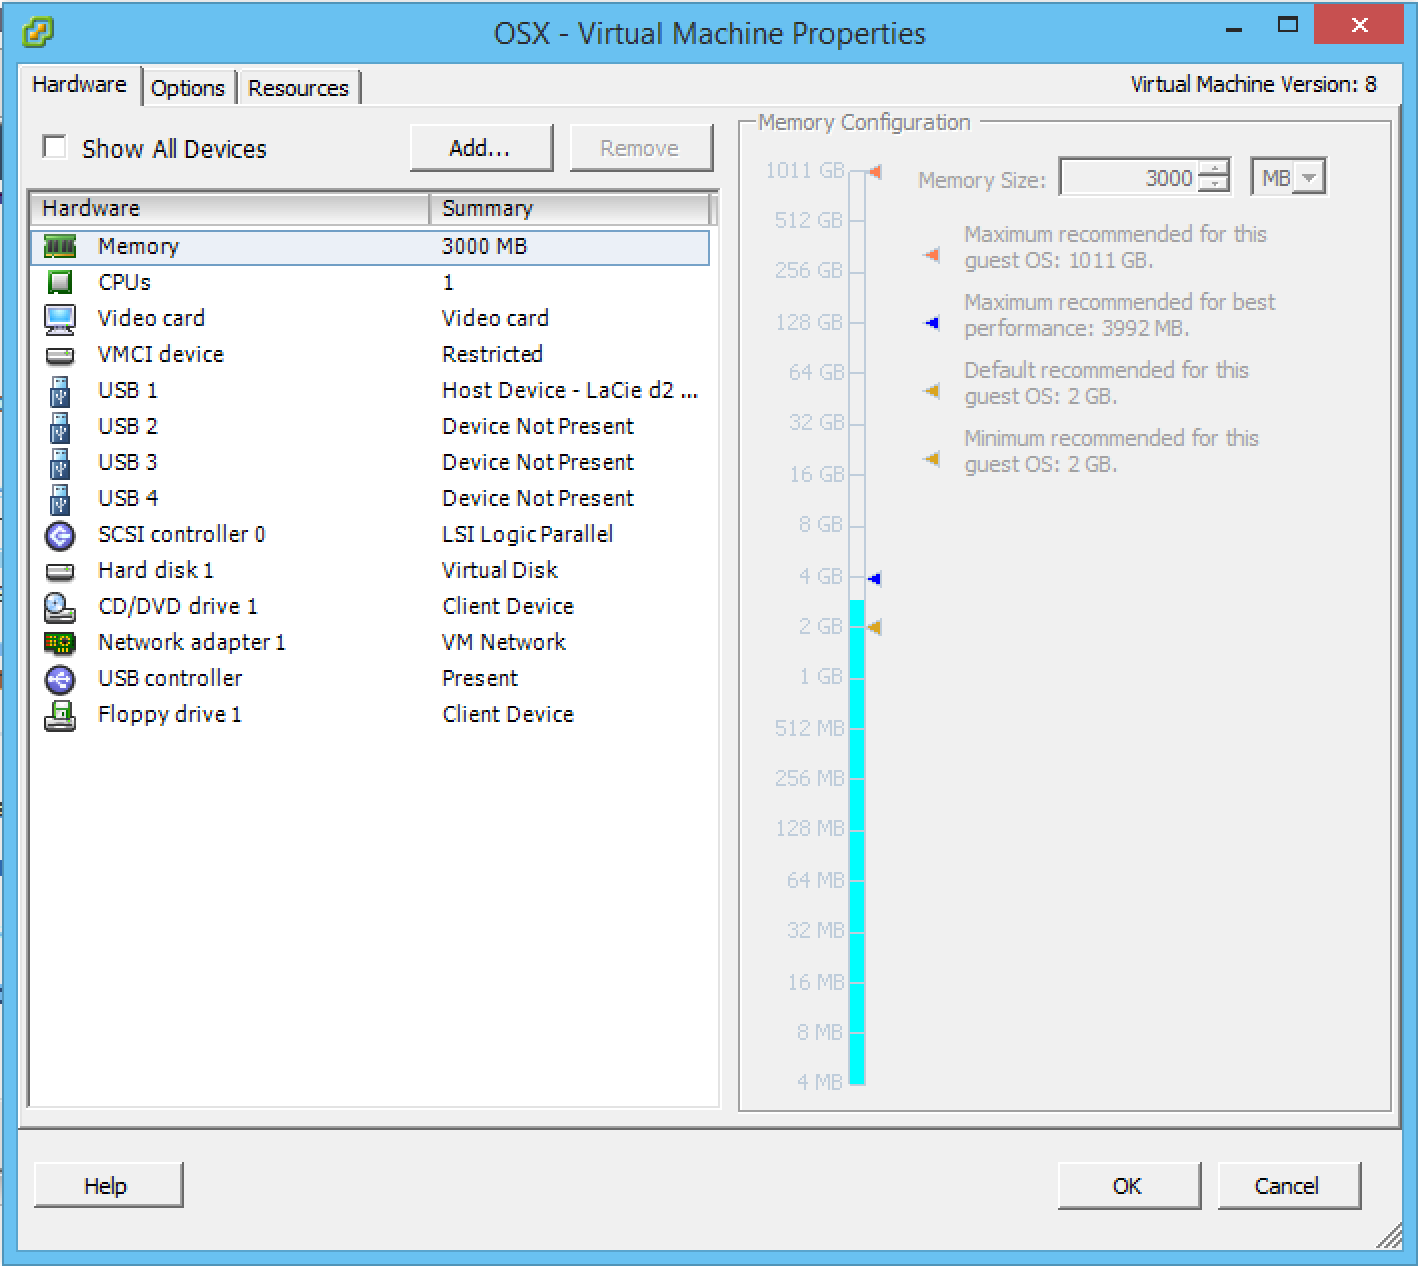 OSX - Virtual Machine Properties
Hardware Options Resources Virtual Machine Version: 8
Show All Devices Add... Remove
Hardware Summary
Memory 3000 MB
CPUs 1
Video card Video card
VMCI device Restricted
USB 1 Host Device - LaCie d2 ...
USB 2 Device Not Present
USB 3 Device Not Present
USB 4 Device Not Present
SCSI controller 0 LSI Logic Parallel
Hard disk 1 Virtual Disk
CD/DVD drive 1 Client Device
Network adapter 1 VM Network
USB controller Present
Floppy drive 1 Client Device
Memory Configuration
1011 GB
512 GB
256 GB
128 GB
64 GB
32 GB
16 GB
8 GB
4 GB
2 GB
1 GB
512 MB
256 MB
128 MB
64 MB
32 MB
16 MB
8 MB
4 MB
Memory Size: 3000 MB
Maximum recommended for this
guest OS: 1011 GB.
Maximum recommended for best
performance: 3992 MB.
Default recommended for this
guest OS: 2 GB.
Minimum recommended for this
guest OS: 2 GB.
Help OK Cancel